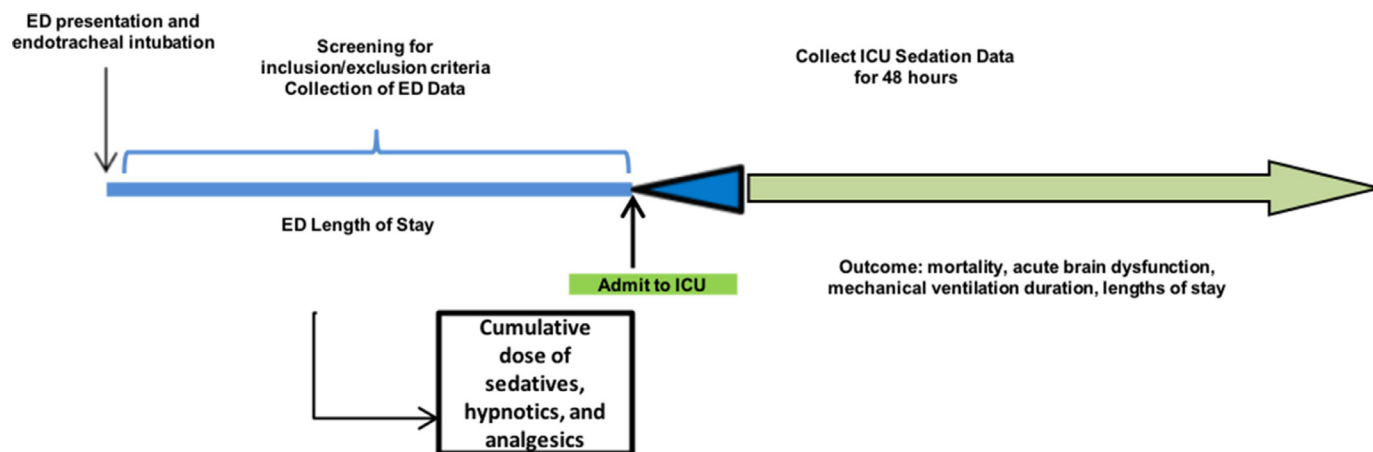 ED presentation and
endotracheal intubation
Screening for
inclusion/exclusion criteria
Collection of ED Data
Collect ICU Sedation Data
for 48 hours
ED Length of Stay
Admit to ICU
Outcome: mortality, acute brain dysfunction,
mechanical ventilation duration, lengths of stay
Cumulative
dose of
sedatives,
hypnotics, and
analgesics